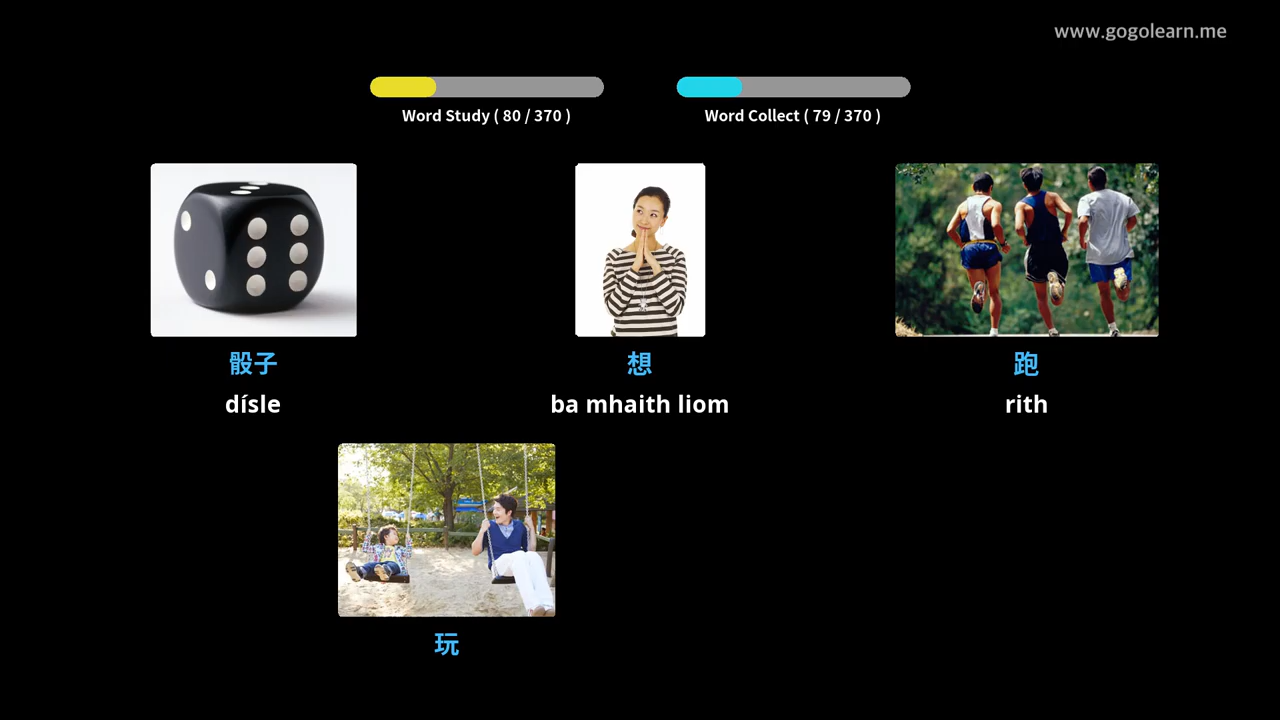 www.gogolearn.me
Word Study ( 80 / 370 )
Word Collect ( 79 / 370 )
骰子
想
跑
dísle
ba mhaith liom
rith
玩